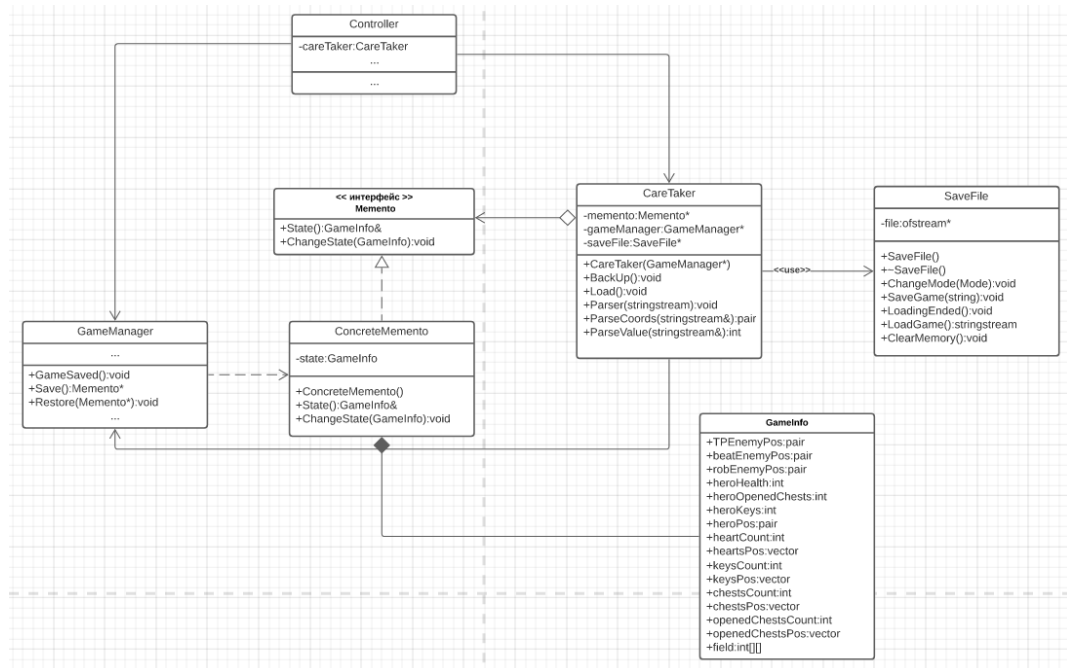 Controller
-careTaker:CareTaker
...
...
<< интерфейс >>
Memento
+State():GameInfo&
+ChangeState(GameInfo):void
CareTaker
-memento:Memento*
-gameManager:GameManager*
-saveFile:SaveFile*
+CareTaker(GameManager*)
+BackUp():void
+Load():void
+Parser(stringstream):void
+ParseCoords(stringstream&):pair
+ParseValue(stringstream&):int
<<use>>
SaveFile
-file:ofstream*
+SaveFile()
+~SaveFile()
+ChangeMode(Mode):void
+SaveGame(string):void
+LoadingEnded():void
+LoadGame():stringstream
+ClearMemory():void
GameManager
...
+GameSaved():void
+Save():Memento*
+Restore(Memento*):void
...
ConcreteMemento
-state:GameInfo
+ConcreteMemento()
+State():GameInfo&
+ChangeState(GameInfo):void
GameInfo
+TPEnemyPos:pair
+beatEnemyPos:pair
+robEnemyPos:pair
+heroHealth:int
+heroOpenedChests:int
+heroKeys:int
+heroPos:pair
+heartCount:int
+heartsPos:vector
+keysCount:int
+keysPos:vector
+chestsCount:int
+chestsPos:vector
+openedChestsCount:int
+openedChestsPos:vector
+field:int[][]